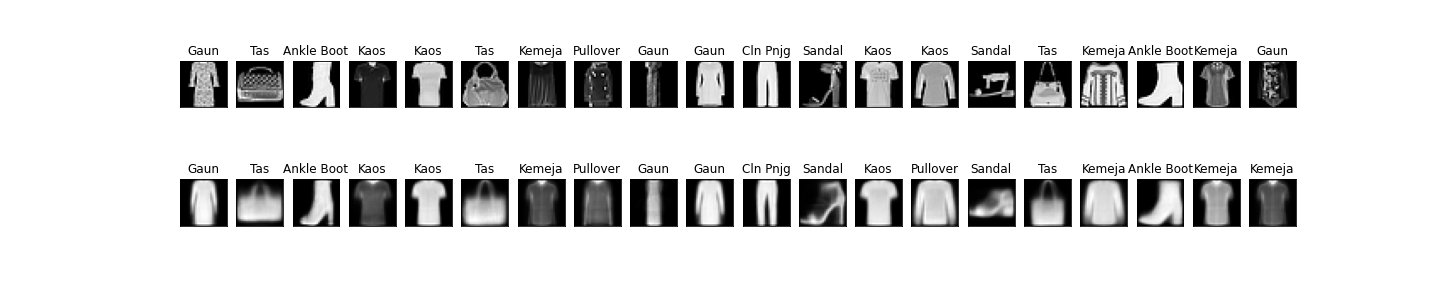 Gaun Tas Ankle Boot Kaos Kaos Tas Kemeja Pullover Gaun Gaun Cln Pnjg Sandal Kaos Kaos Sandal Tas Kemeja Ankle Boot Kemeja Gaun
Gaun Tas Ankle Boot Kaos Kaos Tas Kemeja Pullover Gaun Gaun Cln Pnjg Sandal Kaos Pullover Sandal Tas Kemeja Ankle Boot Kemeja Kemeja